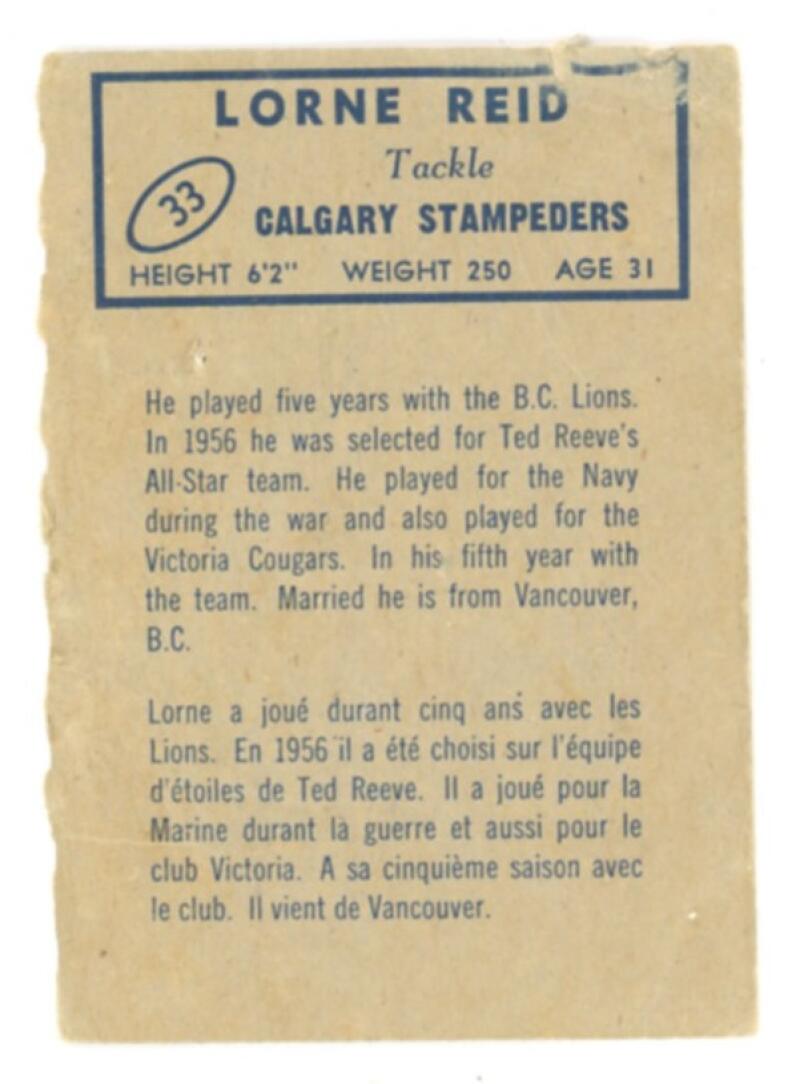 LORNE REID
Tackle
33
CALGARY STAMPEDERS
HEIGHT 6'2" WEIGHT 250 AGE 31
He played five years with the B.C. Lions.
In 1956 he was selected for Ted Reeve's
All-Star team. He played for the Navy
during the war and also played for the
Victoria Cougars. In his fifth year with
the team. Married he is from Vancouver,
B.C.
Lorne a joué durant cinq ans avec les
Lions. En 1956 il a été choisi sur l'équipe
d'étoiles de Ted Reeve. Il a joué pour la
Marine durant la guerre et aussi pour le
club Victoria. A sa cinquième saison avec
le club. Il vient de Vancouver.